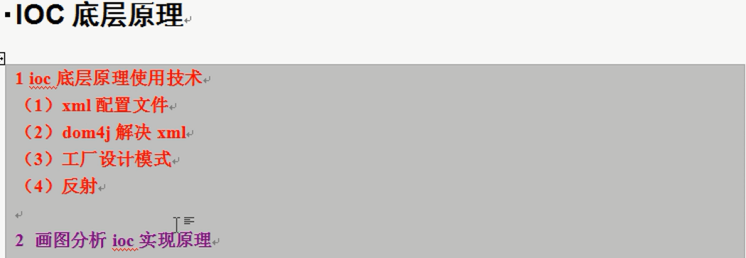 ▪IOC 底层原理
1 ioc 底层原理使用技术
（1）xml 配置文件
（2）dom4j 解决 xml
（3）工厂设计模式
（4）反射
2 画图分析 ioc 实现原理